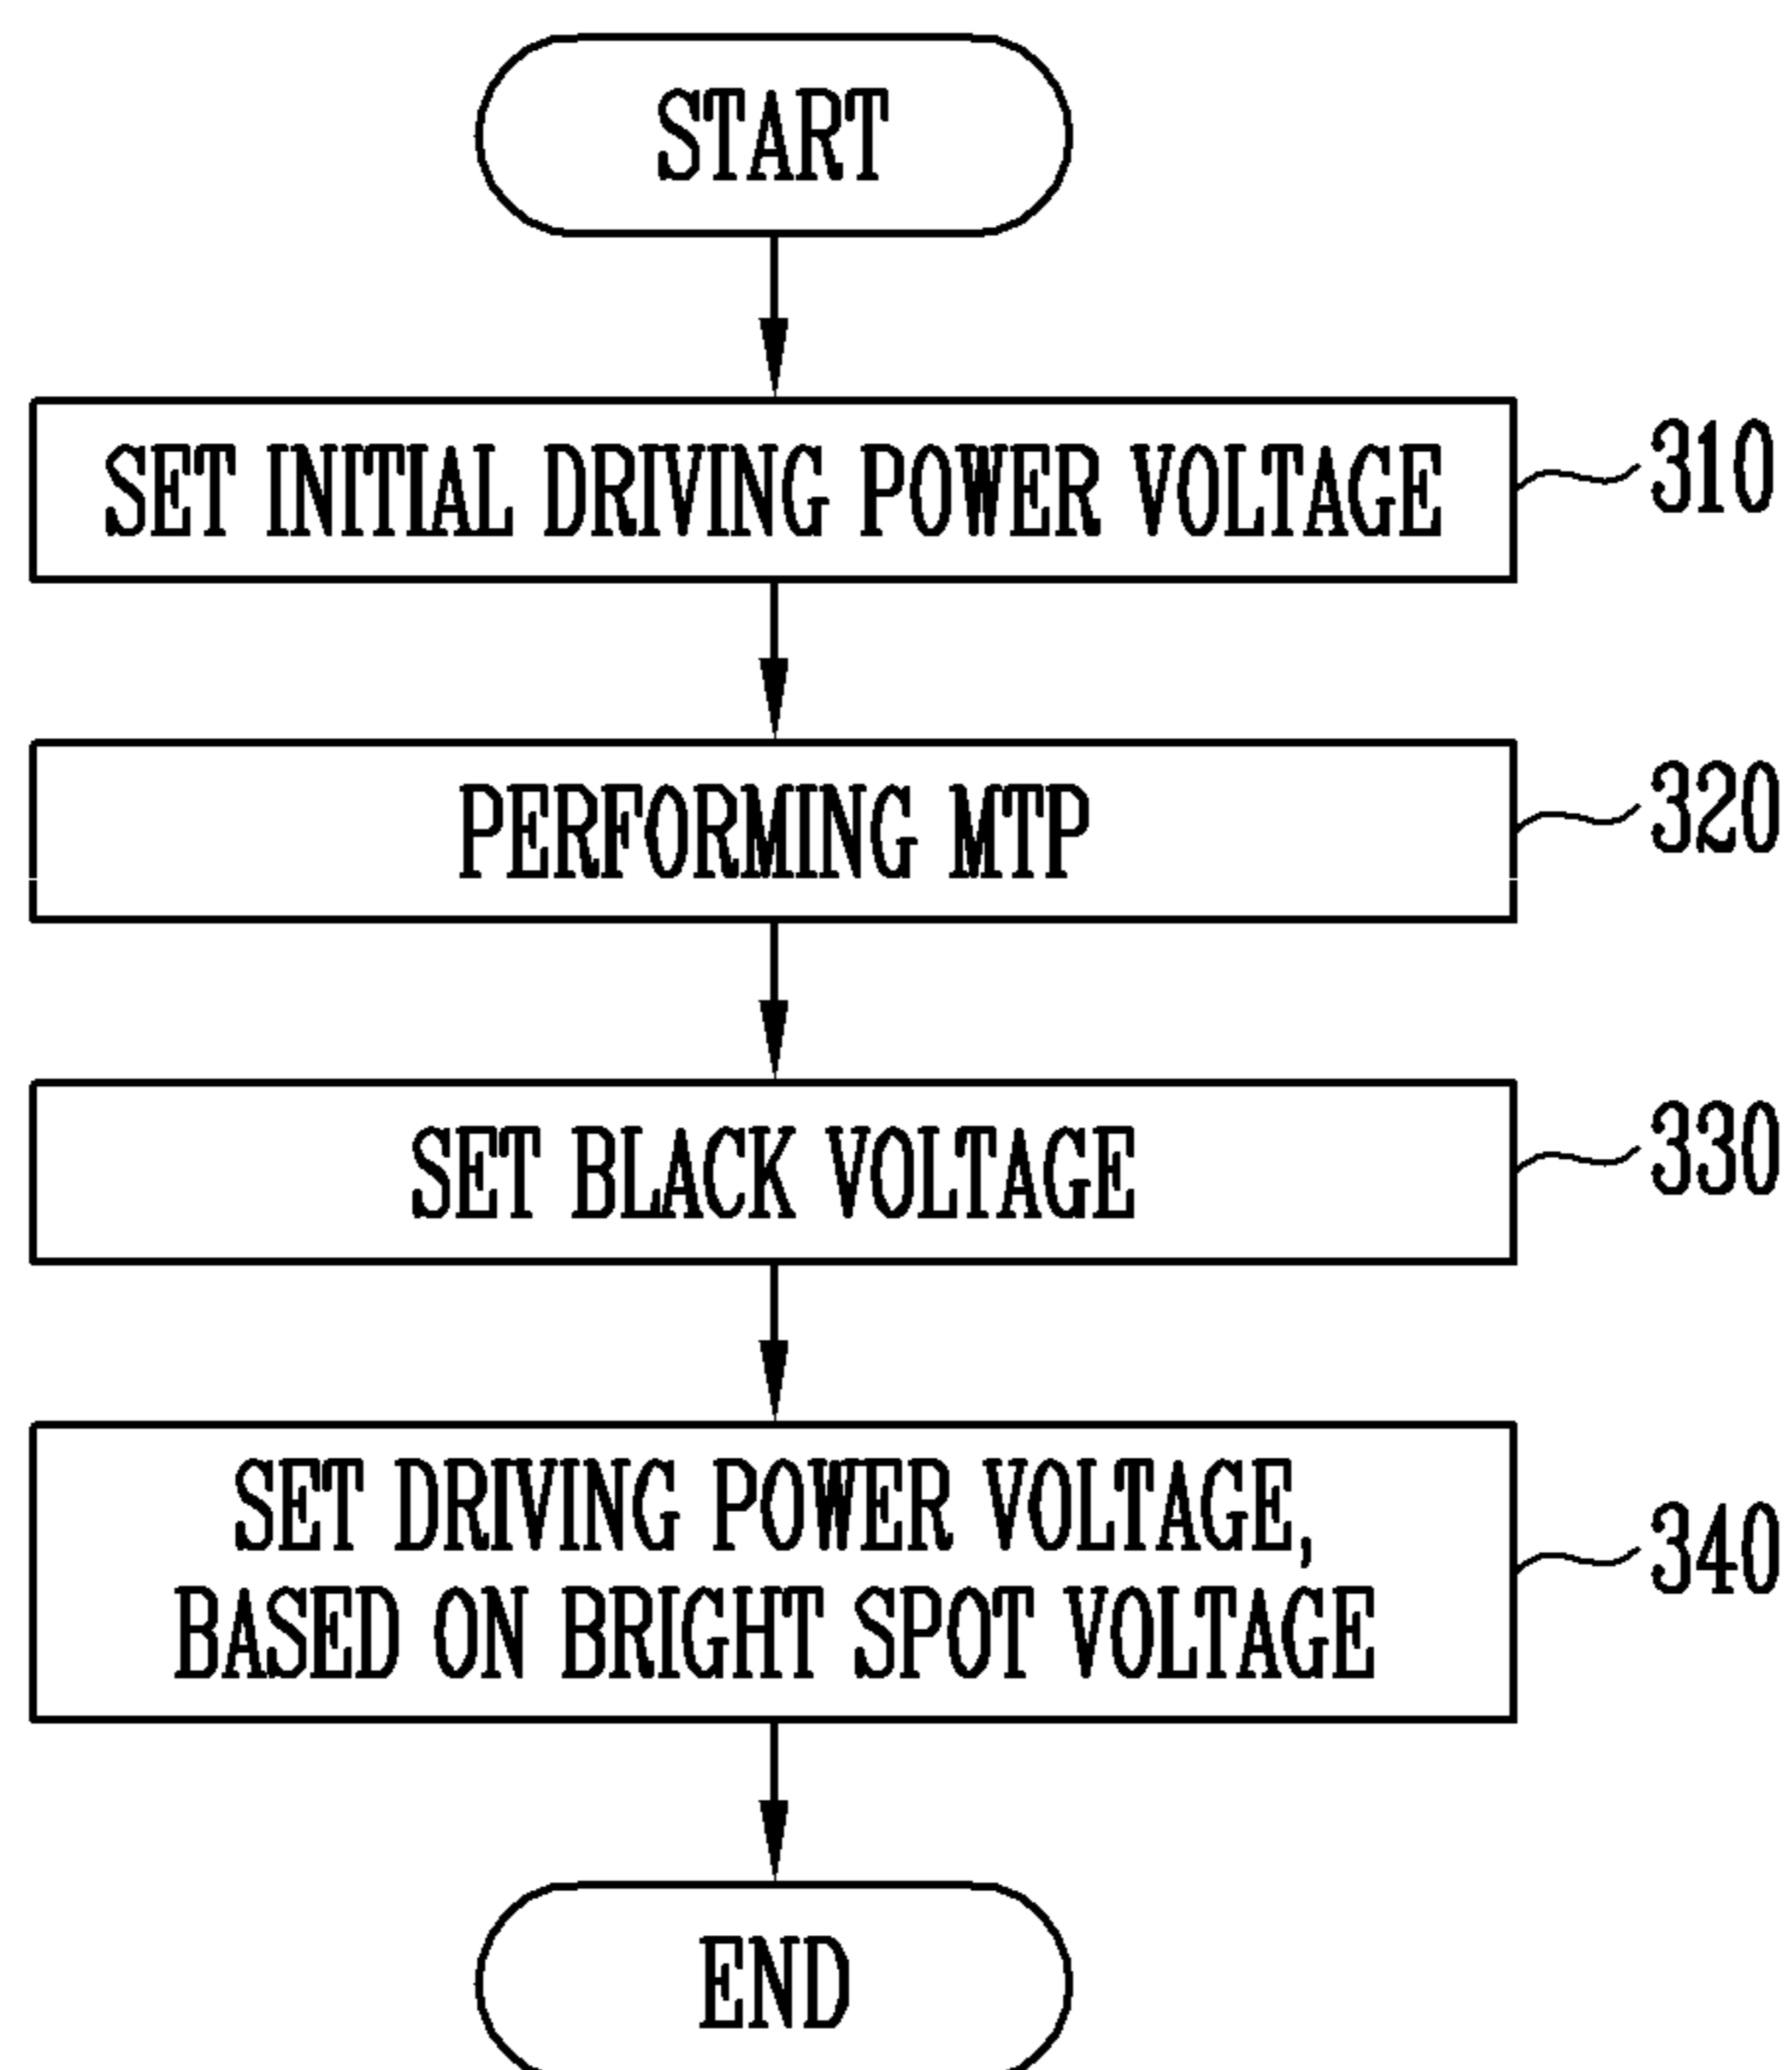 START
SET INITIAL DRIVING POWER VOLTAGE
310
PERFORMING MTP
320
SET BLACK VOLTAGE
330
SET DRIVING POWER VOLTAGE,
BASED ON BRIGHT SPOT VOLTAGE
340
END